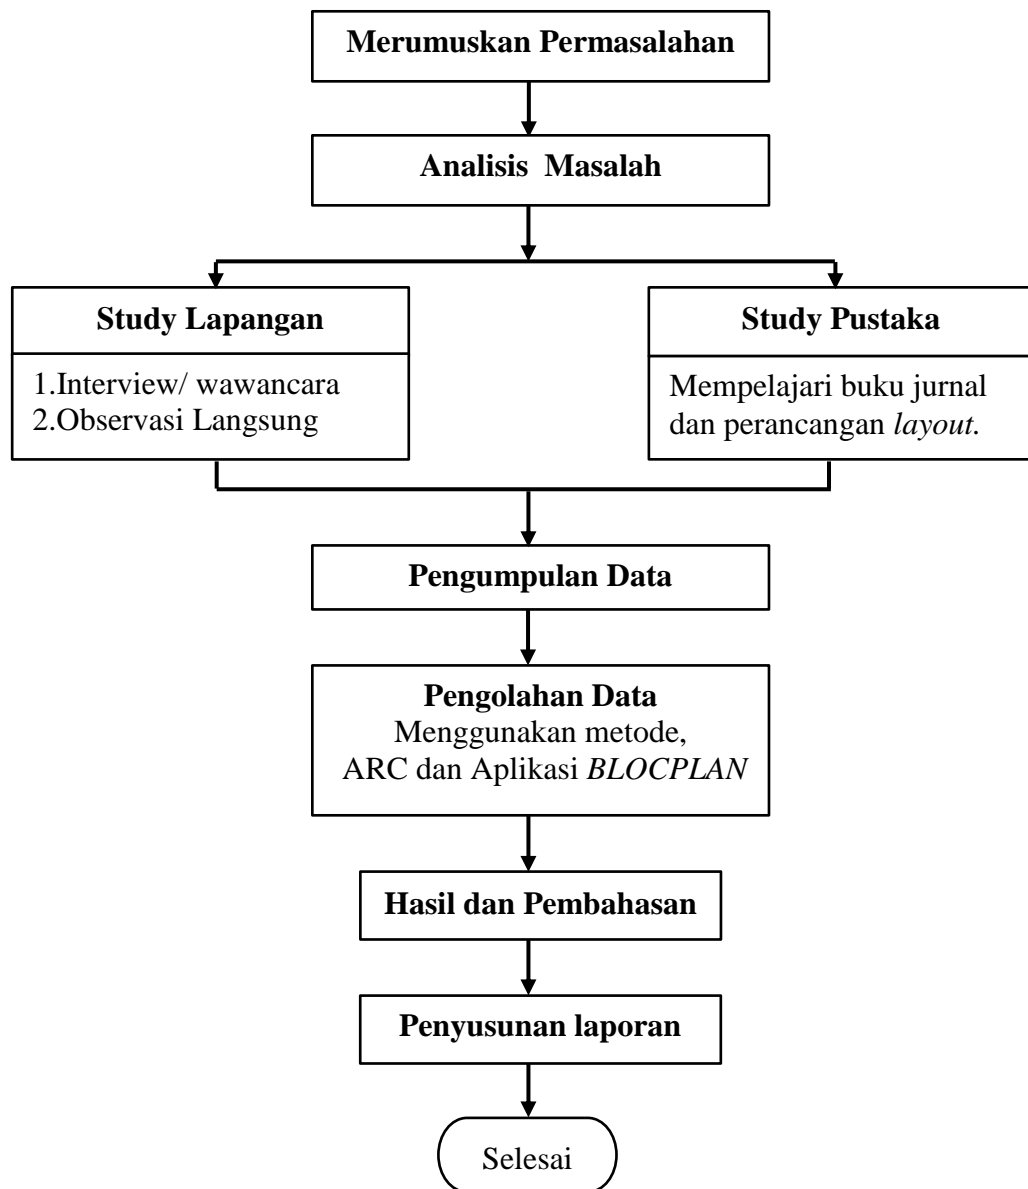 Merumuskan Permasalahan
Analisis  Masalah
Study Lapangan
1.Interview/ wawancara
2.Observasi Langsung
Study Pustaka
Mempelajari buku jurnal
dan perancangan layout.
Pengumpulan Data
Pengolahan Data
Menggunakan metode,
ARC dan Aplikasi BLOCPLAN
Hasil dan Pembahasan
Penyusunan laporan
Selesai